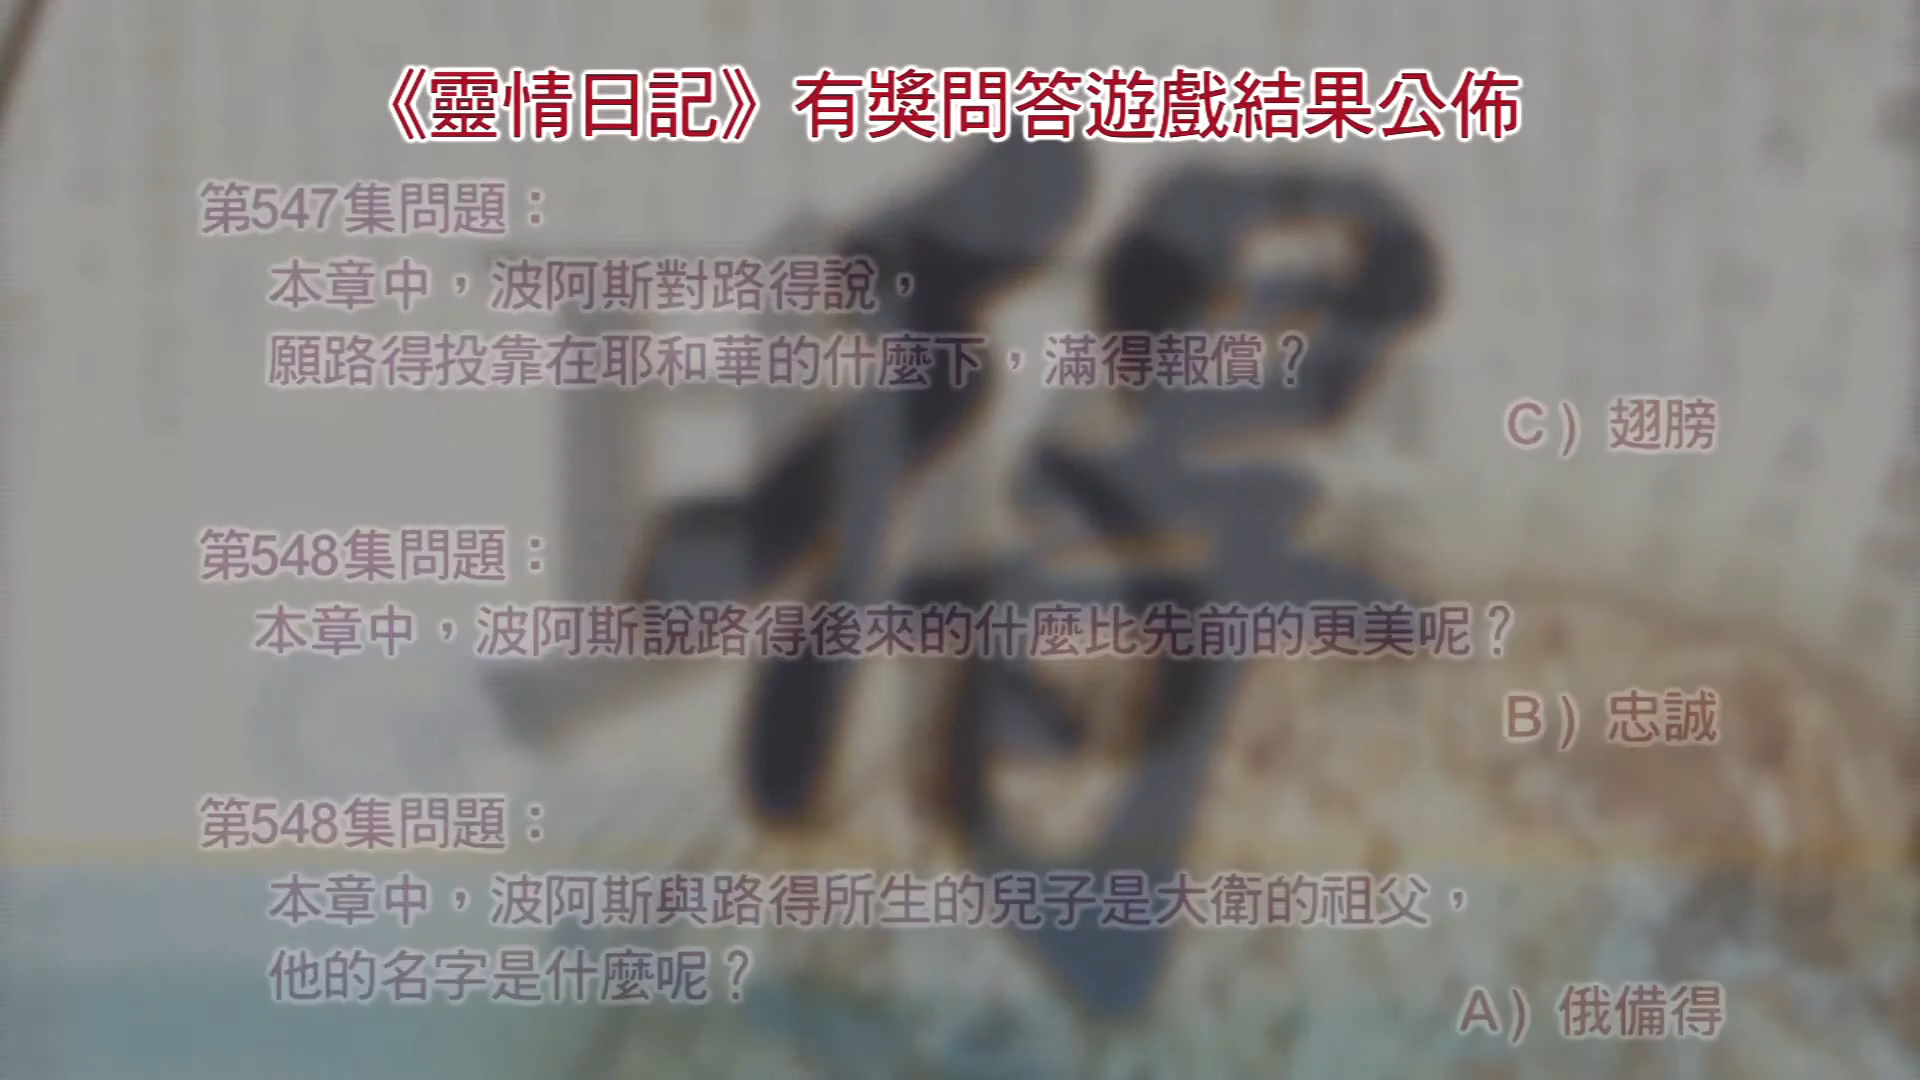 《靈情日記》有獎問答遊戲結果公佈
第547集問題：
本章中，波阿斯對路得說，
願路得投靠在耶和華的什麼下，滿得報償？
C）翅膀
第548集問題：
本章中，波阿斯說路得後來的什麼比先前的更美呢？
B）忠誠
第548集問題：
本章中，波阿斯與路得所生的兒子是大衛的祖父，
他的名字是什麼呢？
A）俄備得